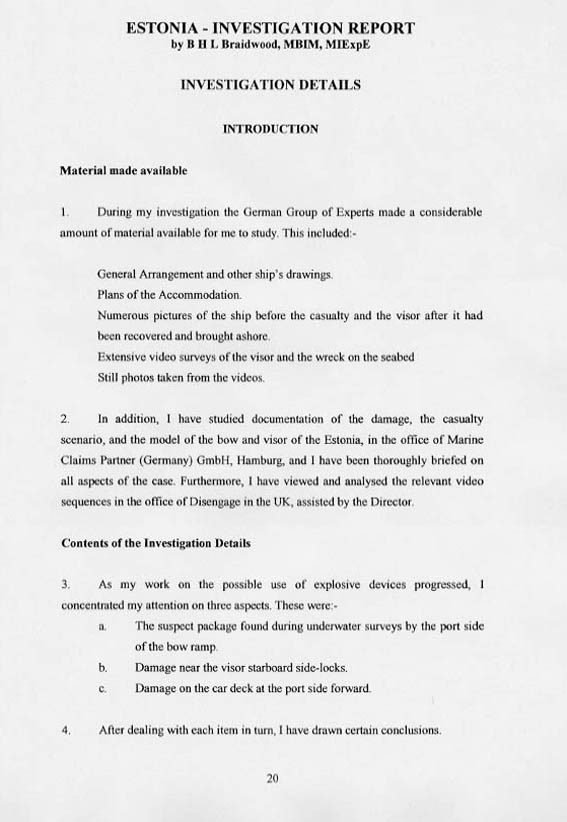 ESTONIA - INVESTIGATION REPORT
by B H L Braidwood, MBIM, MIExpE
INVESTIGATION DETAILS
INTRODUCTION
Material made available
1. During my investigation the German Group of Experts made a considerable
amount of material available for me to study. This included:-
General Arrangement and other ship's drawings.
Plans of the Accommodation.
Numerous pictures of the ship before the casualty and the visor after it had
been recovered and brought ashore.
Extensive video surveys of the visor and the wreck on the seabed
Still photos taken from the videos.
2. In addition, I have studied documentation of the damage, the casualty
scenario, and the model of the bow and visor of the Estonia, in the office of Marine
Claims Partner (Germany) GmbH, Hamburg, and I have been thoroughly briefed on
all aspects of the case. Furthermore, I have viewed and analysed the relevant video
sequences in the office of Disengage in the UK, assisted by the Director.
Contents of the Investigation Details
3. As my work on the possible use of explosive devices progressed, I
concentrated my attention on three aspects. These were:-
a. The suspect package found during underwater surveys by the port side
of the bow ramp.
b. Damage near the visor starboard side-locks.
c. Damage on the car deck at the port side forward.
4. After dealing with each item in turn, I have drawn certain conclusions.
20